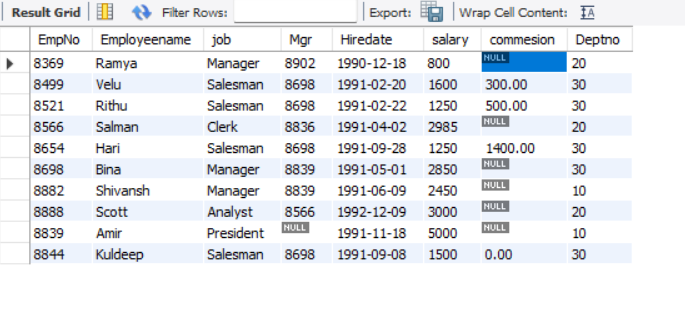 Result Grid Filter Rows: Export: Wrap Cell Content:
EmpNo Employeename job Mgr Hiredate salary commesion Deptno
8369 Ramya Manager 8902 1990-12-18 800 NULL 20
8499 Velu Salesman 8698 1991-02-20 1600 300.00 30
8521 Rithu Salesman 8698 1991-02-22 1250 500.00 30
8566 Salman Clerk 8836 1991-04-02 2985 NULL 20
8654 Hari Salesman 8698 1991-09-28 1250 1400.00 30
8698 Bina Manager 8839 1991-05-01 2850 NULL 30
8882 Shivansh Manager 8839 1991-06-09 2450 NULL 10
8888 Scott Analyst 8566 1992-12-09 3000 NULL 20
8839 Amir President NULL 1991-11-18 5000 NULL 10
8844 Kuldeep Salesman 8698 1991-09-08 1500 0.00 30